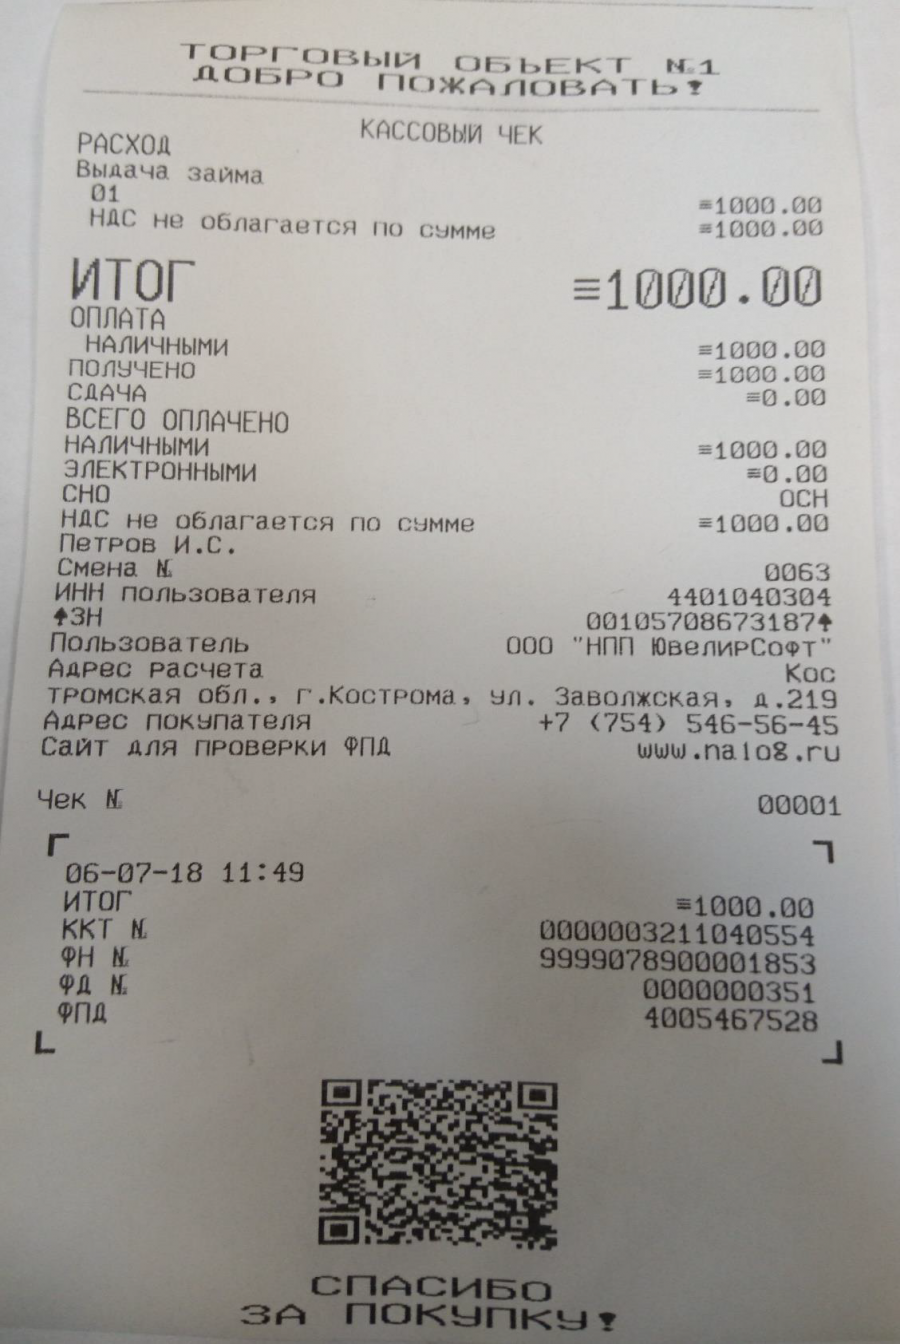 ТОРГОВЫЙ ОБЪЕКТ №1
ДОБРО ПОЖАЛОВАТЬ!
КАССОВЫЙ ЧЕК
РАСХОД
Выдача займа
01 ≡1000.00
НДС не облагается по сумме ≡1000.00
ИТОГ ≡1000.00
ОПЛАТА
НАЛИЧНЫМИ ≡1000.00
ПОЛУЧЕНО ≡1000.00
СДАЧА ≡0.00
ВСЕГО ОПЛАЧЕНО
НАЛИЧНЫМИ ≡1000.00
ЭЛЕКТРОННЫМИ ≡0.00
СНО ОСН
НДС не облагается по сумме ≡1000.00
Петров И.С.
Смена № 0063
ИНН пользователя 4401040304
↑ЗН 00105708673187↑
Пользователь ООО "НПП ЮвелирСофт"
Адрес расчета Кос
тромская обл., г.Кострома, ул. Заволжская, д.219
Адрес покупателя +7 (754) 546-56-45
Сайт для проверки ФПД www.nalog.ru
Чек № 00001
06-07-18 11:49
ИТОГ ≡1000.00
ККТ № 0000003211040554
ФН № 9999078900001853
ФД № 0000000351
ФПД 4005467528
СПАСИБО
ЗА ПОКУПКУ!